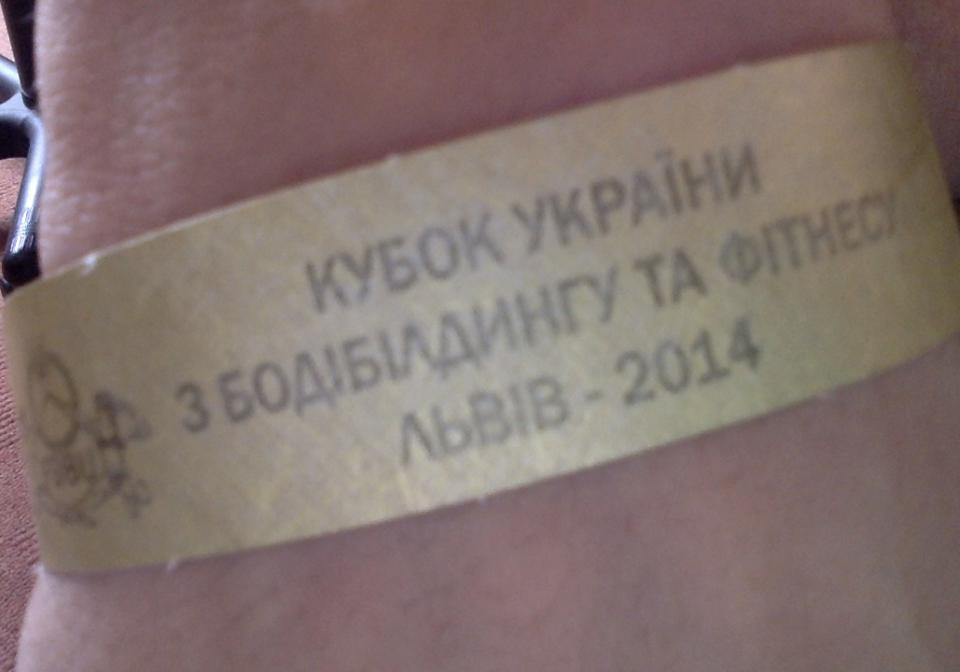 КУБОК УКРАЇНИ
З БОДІБІЛДИНГУ ТА ФІТНЕСУ
ЛЬВІВ - 2014